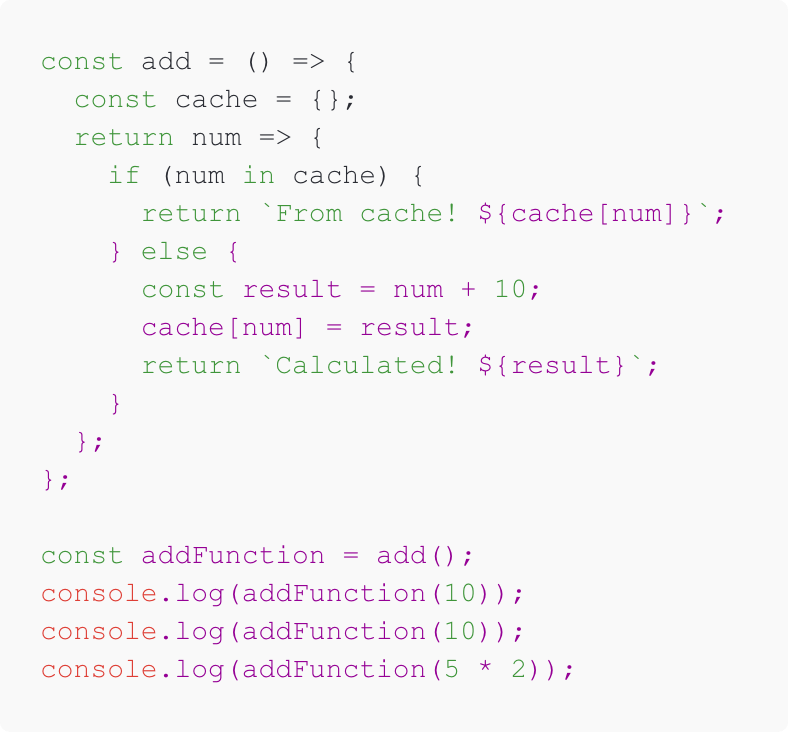 const add = () => {
  const cache = {};
  return num => {
    if (num in cache) {
      return `From cache! ${cache[num]}`;
    } else {
      const result = num + 10;
      cache[num] = result;
      return `Calculated! ${result}`;
    }
  };
};

const addFunction = add();
console.log(addFunction(10));
console.log(addFunction(10));
console.log(addFunction(5 * 2));